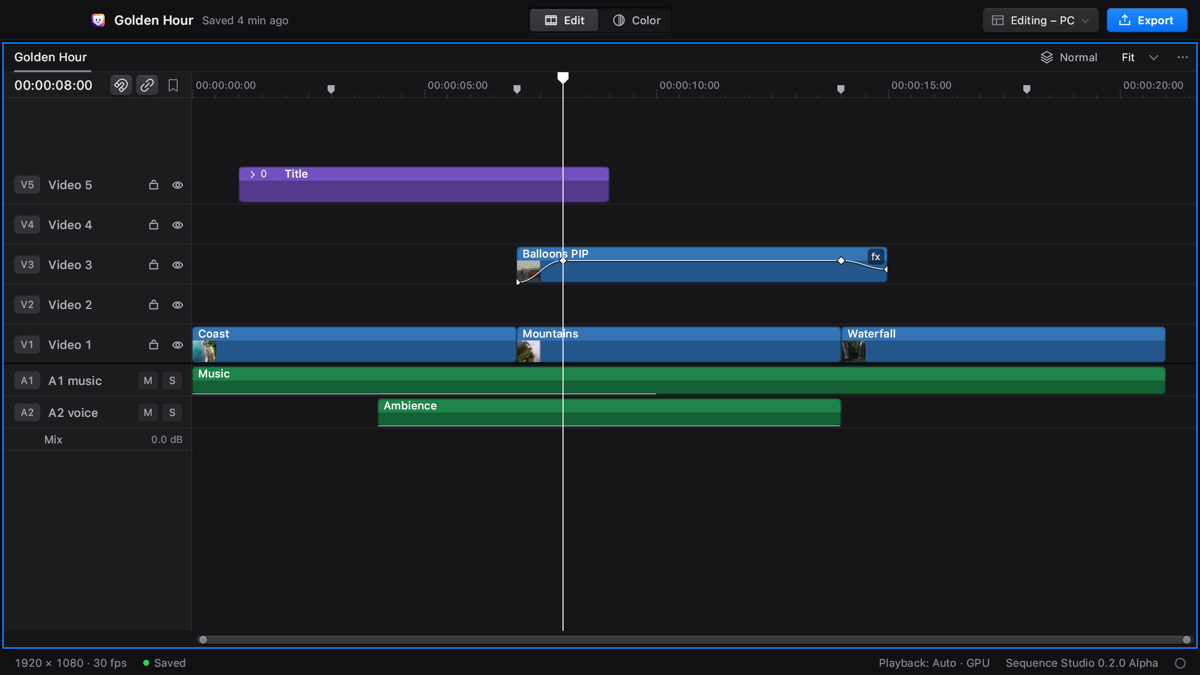 Golden Hour Saved 4 min ago Edit Color Editing – PC Export
Golden Hour Normal Fit
00:00:08:00 00:00:00:00 00:00:05:00 00:00:10:00 00:00:15:00 00:00:20:00
V5 Video 5 0 Title
V4 Video 4
V3 Video 3 Balloons PIP fx
V2 Video 2
V1 Video 1 Coast Mountains Waterfall
A1 A1 music M S Music
A2 A2 voice M S Ambience
Mix 0.0 dB
1920 × 1080 · 30 fps Saved Playback: Auto · GPU Sequence Studio 0.2.0 Alpha